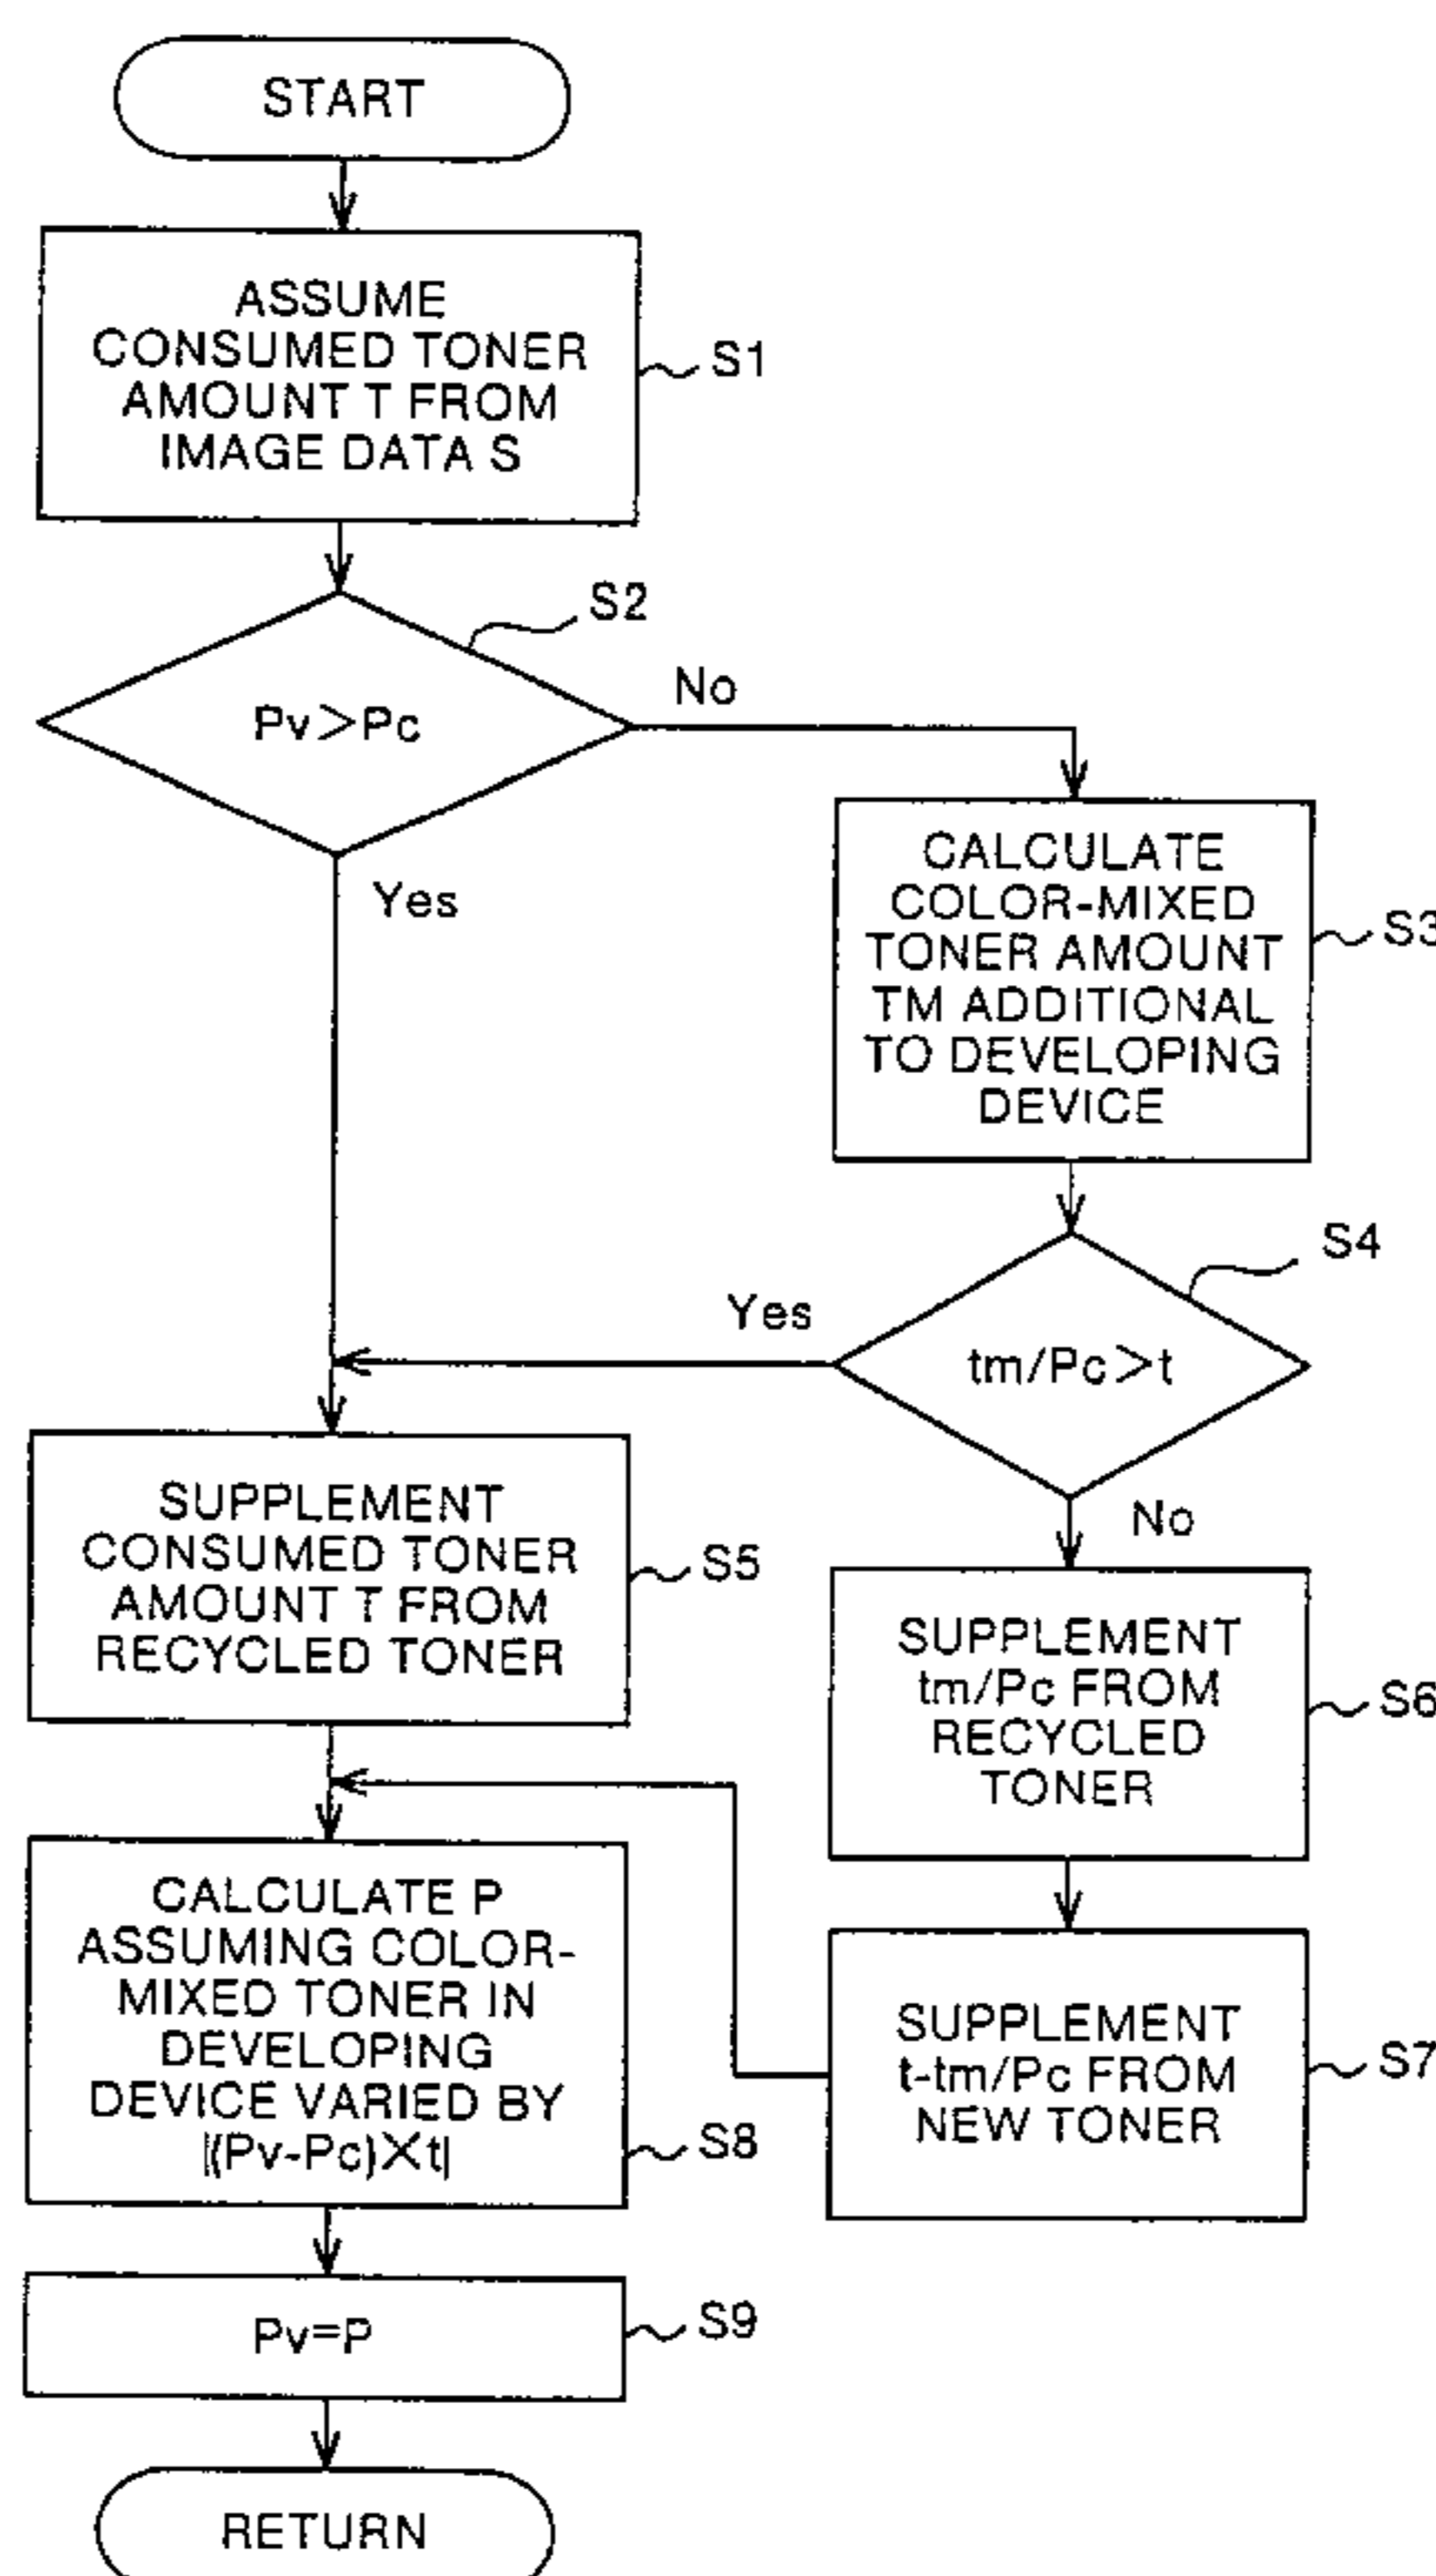 START
ASSUME
CONSUMED TONER
AMOUNT T FROM
IMAGE DATA S
S1
S2
Pv>Pc
No
Yes
CALCULATE
COLOR-MIXED
TONER AMOUNT
TM ADDITIONAL
TO DEVELOPING
DEVICE
S3
S4
tm/Pc>t
Yes
No
SUPPLEMENT
CONSUMED TONER
AMOUNT T FROM
RECYCLED TONER
S5
SUPPLEMENT
tm/Pc FROM
RECYCLED
TONER
S6
SUPPLEMENT
t-tm/Pc FROM
NEW TONER
S7
CALCULATE P
ASSUMING COLOR-
MIXED TONER IN
DEVELOPING
DEVICE VARIED BY
|(Pv-Pc)×t|
S8
Pv=P
S9
RETURN